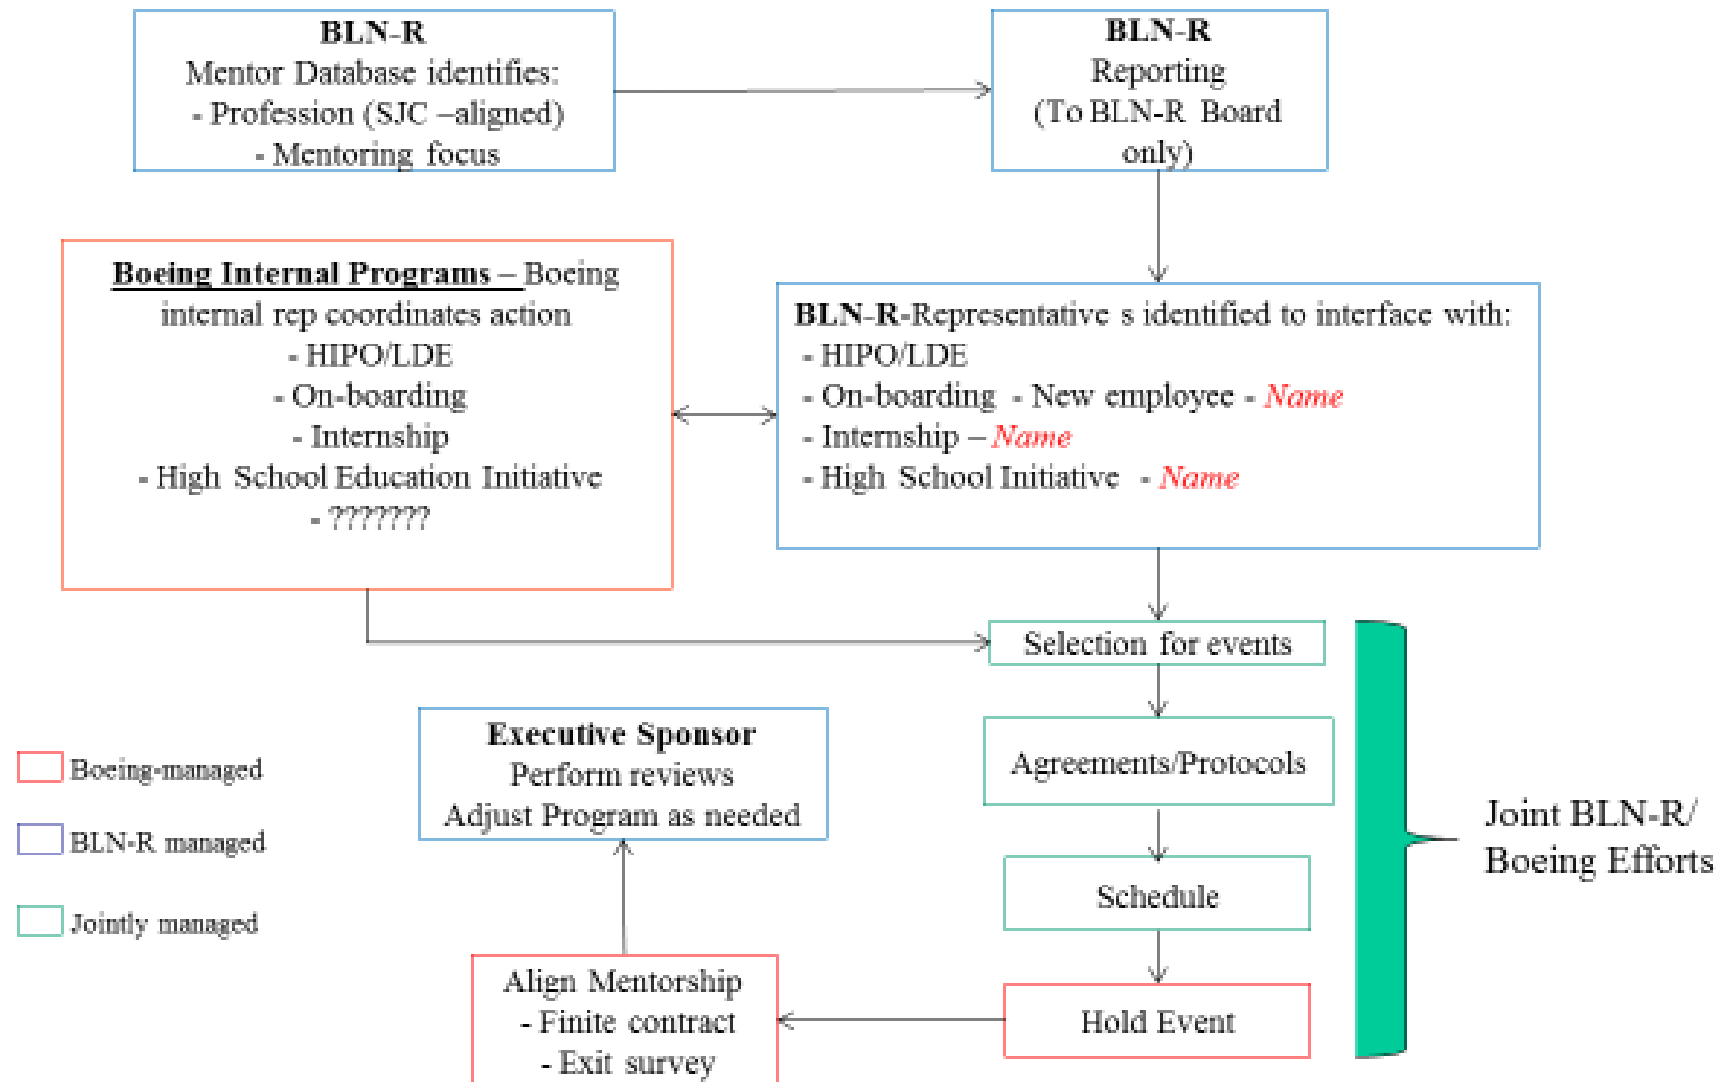 BLN-R
Mentor Database identifies:
- Profession (SJC –aligned)
- Mentoring focus
BLN-R
Reporting
(To BLN-R Board
only)
Boeing Internal Programs – Boeing
internal rep coordinates action
- HIPO/LDE
- On-boarding
- Internship
- High School Education Initiative
- ???????
BLN-R-Representative s identified to interface with:
- HIPO/LDE
- On-boarding - New employee - Name
- Internship – Name
- High School Initiative - Name
Selection for events
Executive Sponsor
Perform reviews
Adjust Program as needed
Agreements/Protocols
Boeing-managed
BLN-R managed
Jointly managed
Joint BLN-R/
Boeing Efforts
Schedule
Align Mentorship
- Finite contract
- Exit survey
Hold Event